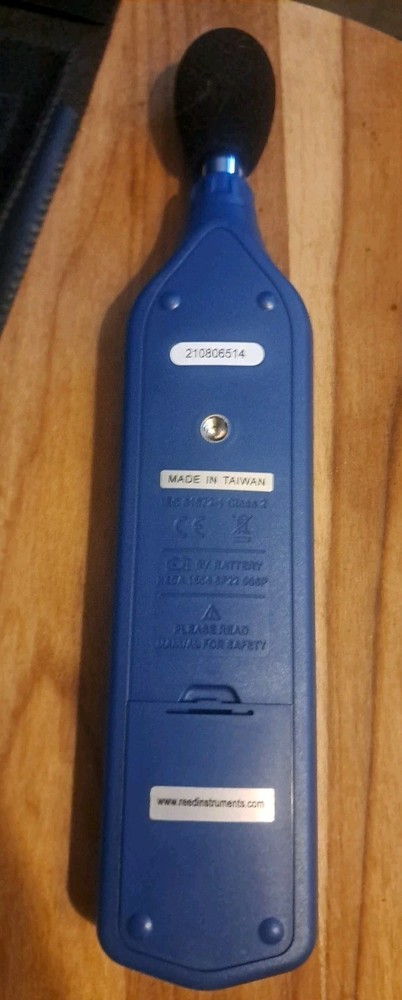 210806514
MADE IN TAIWAN
IEC 61672-1 Class 2
CE
9V BATTERY
NEDA 1604 6F22 006P
PLEASE READ
MANUAL FOR SAFETY
www.reedinstruments.com